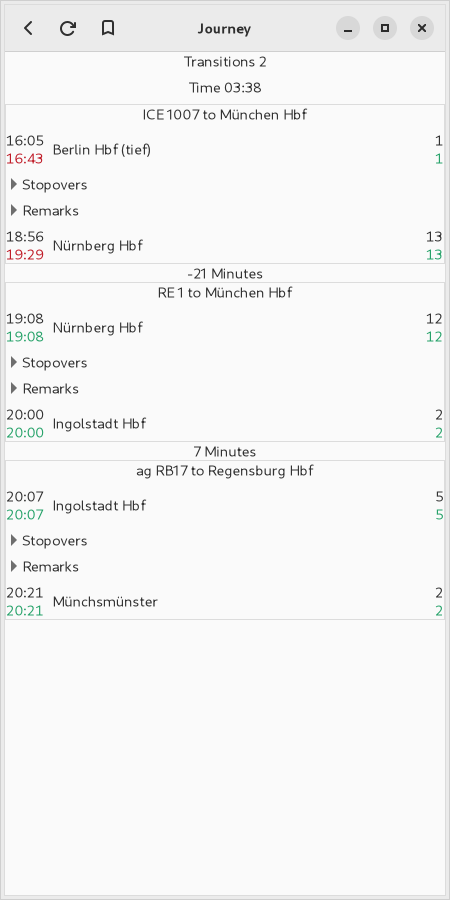 Journey
Transitions 2
Time 03:38
ICE 1007 to München Hbf
16:05 Berlin Hbf (tief) 1
16:43 1
Stopovers
Remarks
18:56 Nürnberg Hbf 13
19:29 13
-21 Minutes
RE 1 to München Hbf
19:08 Nürnberg Hbf 12
19:08 12
Stopovers
Remarks
20:00 Ingolstadt Hbf 2
20:00 2
7 Minutes
ag RB17 to Regensburg Hbf
20:07 Ingolstadt Hbf 5
20:07 5
Stopovers
Remarks
20:21 Münchsmünster 2
20:21 2